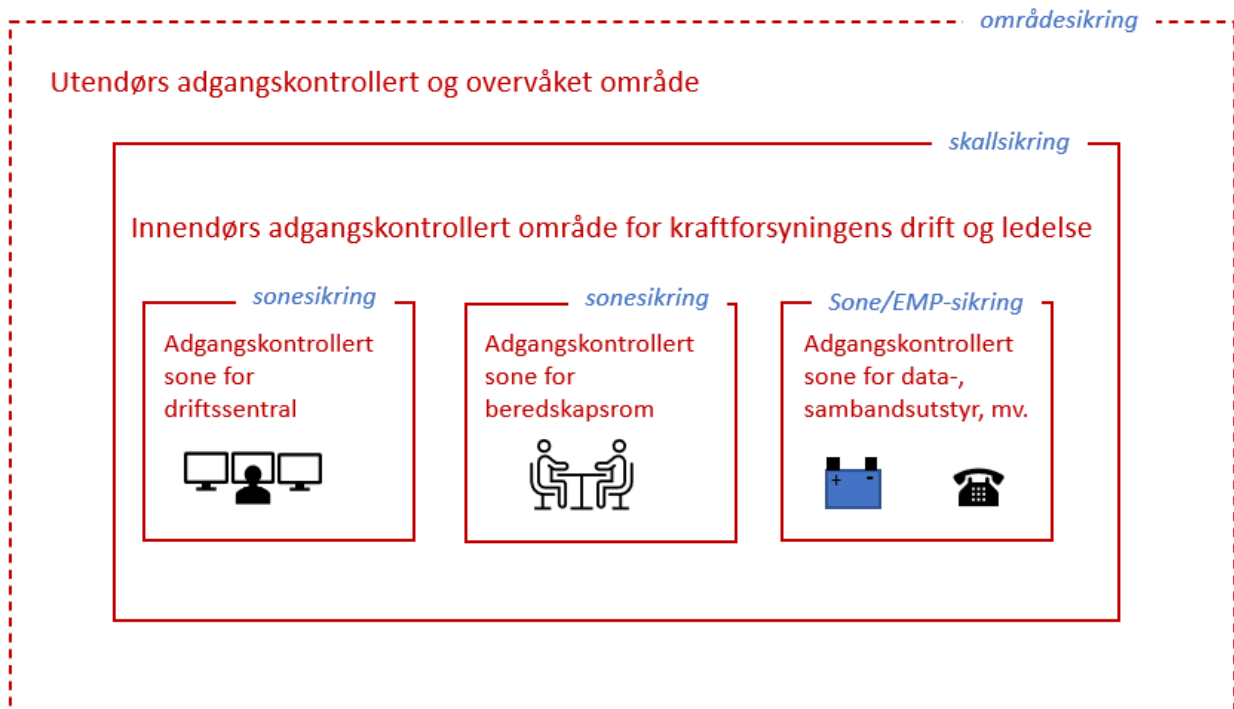 områdesikring
Utendørs adgangskontrollert og overvåket område
skallsikring
Innendørs adgangskontrollert område for kraftforsyningens drift og ledelse
sonesikring
Adgangskontrollert
sone for
driftssentral
sonesikring
Adgangskontrollert
sone for
beredskapsrom
Sone/EMP-sikring
Adgangskontrollert
sone for data-,
sambandsutstyr, mv.
+ -